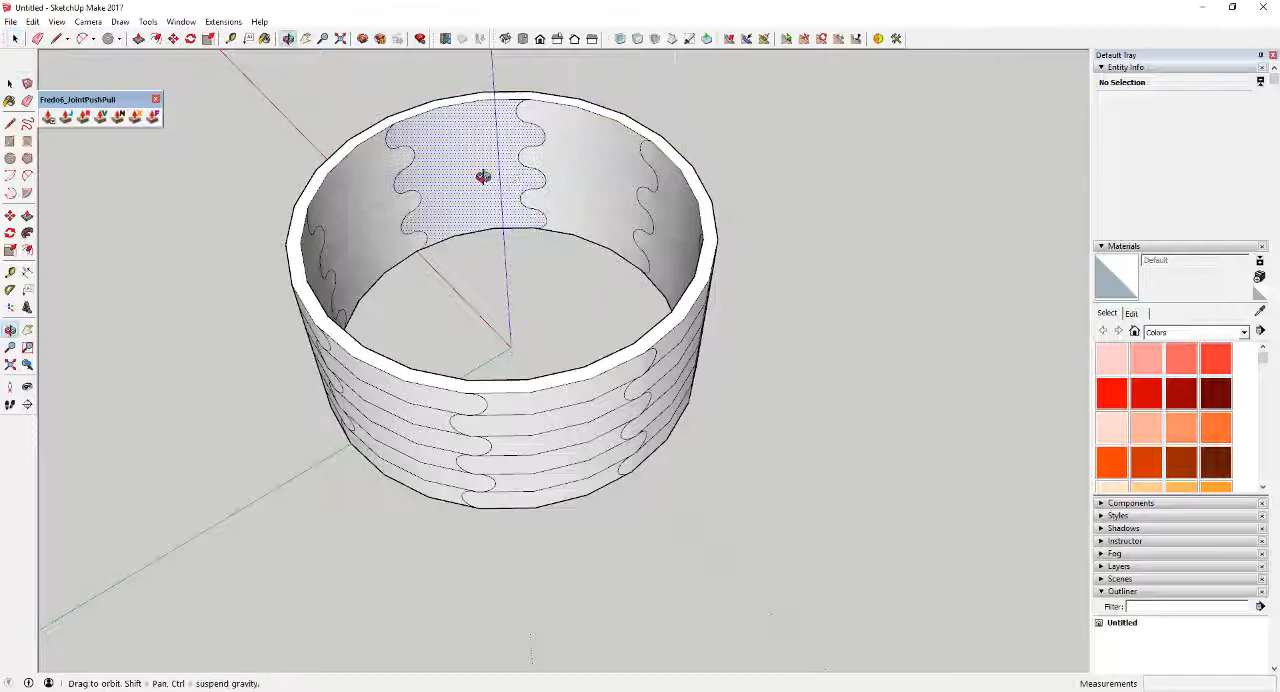 Untitled - SketchUp Make 2017
File Edit View Camera Draw Tools Window Extensions Help
Default Tray
Entity Info
No Selection
Fredo6_JointPushPull
Materials
Default
Select Edit
Colors
Components
Styles
Shadows
Instructor
Fog
Layers
Scenes
Outliner
Filter:
Untitled
Drag to orbit. Shift = Pan, Ctrl = suspend gravity.
Measurements